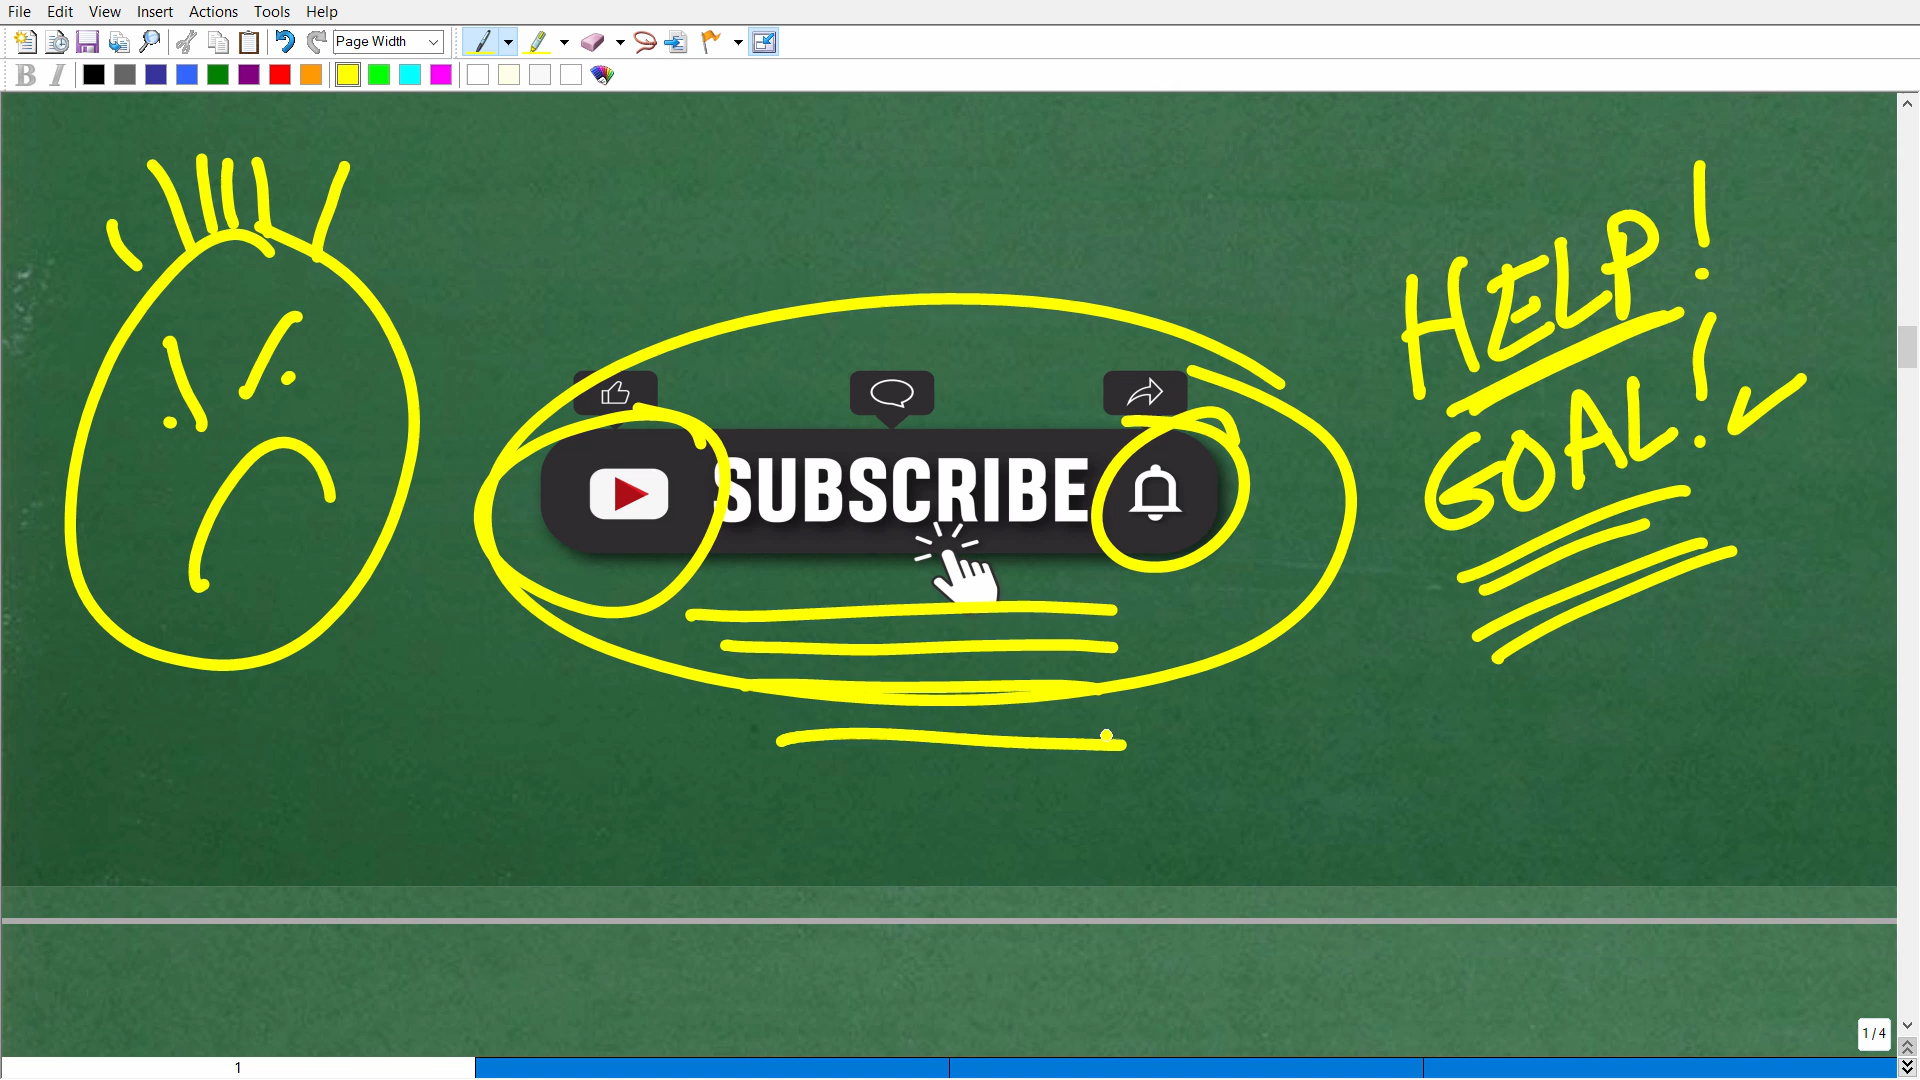 File Edit View Insert Actions Tools Help
Page Width
B I
HELP!
GOAL!
SUBSCRIBE
1 / 4
1